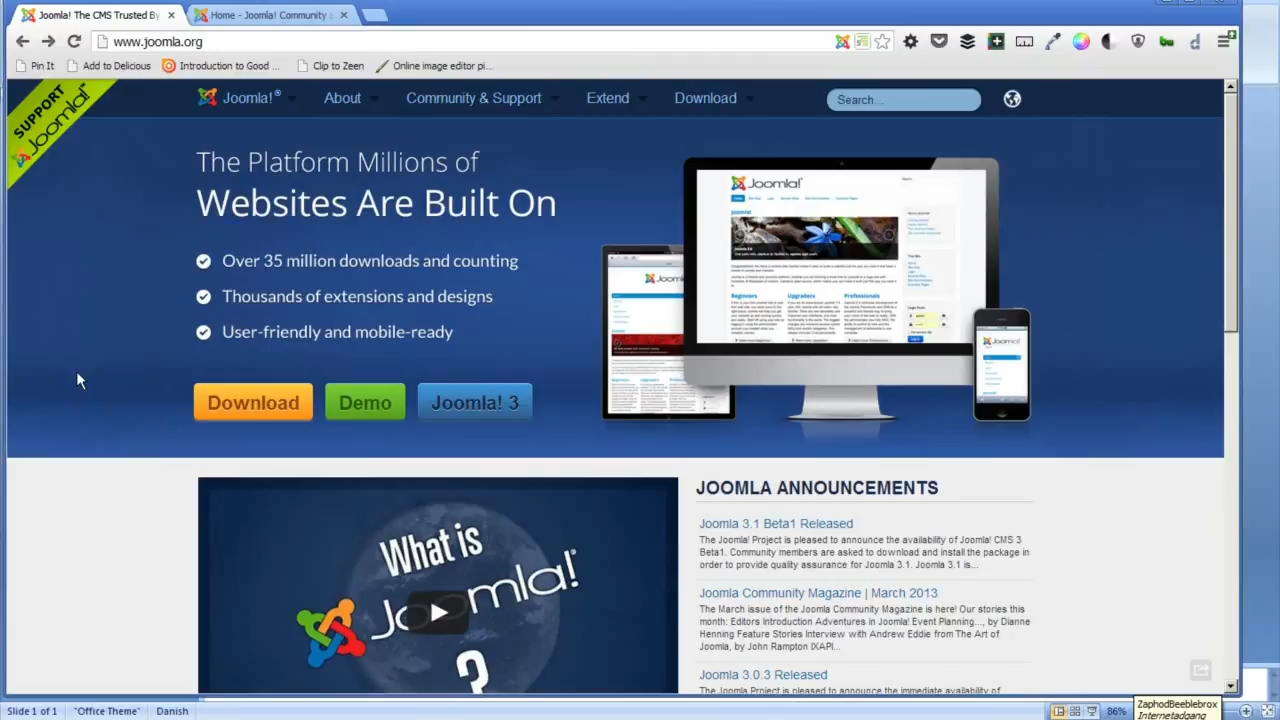 Joomla! The CMS Trusted By
Home - Joomla! Community
www.joomla.org
Pin It
Add to Delicious
Introduction to Good ...
Clip to Zeen
Online image editor pi...
SUPPORT
Joomla!
Joomla!®
About
Community & Support
Extend
Download
Search...
The Platform Millions of
Websites Are Built On
Over 35 million downloads and counting
Thousands of extensions and designs
User-friendly and mobile-ready
Download
Demo
Joomla! 3
Joomla!
Beginners
Upgraders
Professionals
Joomla!
What is
Joomla!
?
JOOMLA ANNOUNCEMENTS
Joomla 3.1 Beta1 Released
The Joomla! Project is pleased to announce the availability of Joomla! CMS 3
Beta1. Community members are asked to download and install the package in
order to provide quality assurance for Joomla 3.1. Joomla 3.1 is...
Joomla Community Magazine | March 2013
The March issue of the Joomla Community Magazine is here! Our stories this
month: Editors Introduction Adventures in Joomla! Event Planning..., by Dianne
Henning Feature Stories Interview with Andrew Eddie from The Art of
Joomla, by John Rampton IXAPI...
Joomla 3.0.3 Released
The Joomla Project is pleased to announce the immediate availability of
Slide 1 of 1
"Office Theme"
Danish
86%
ZaphodBeeblebrox
Internetadgang